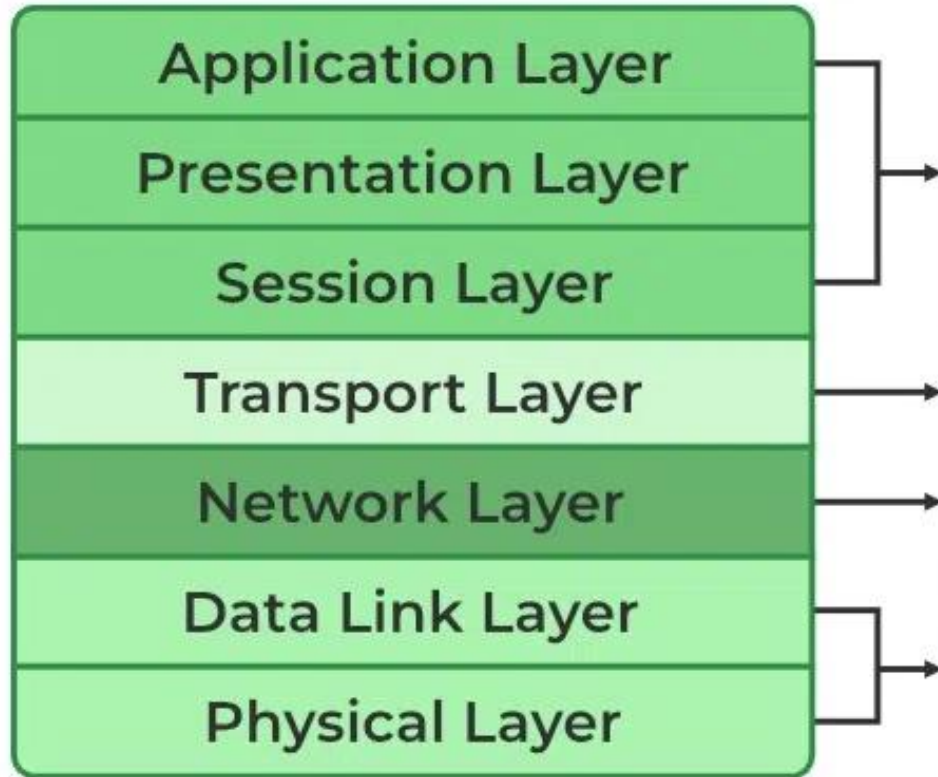 Application Layer
Presentation Layer
Session Layer
Transport Layer
Network Layer
Data Link Layer
Physical Layer